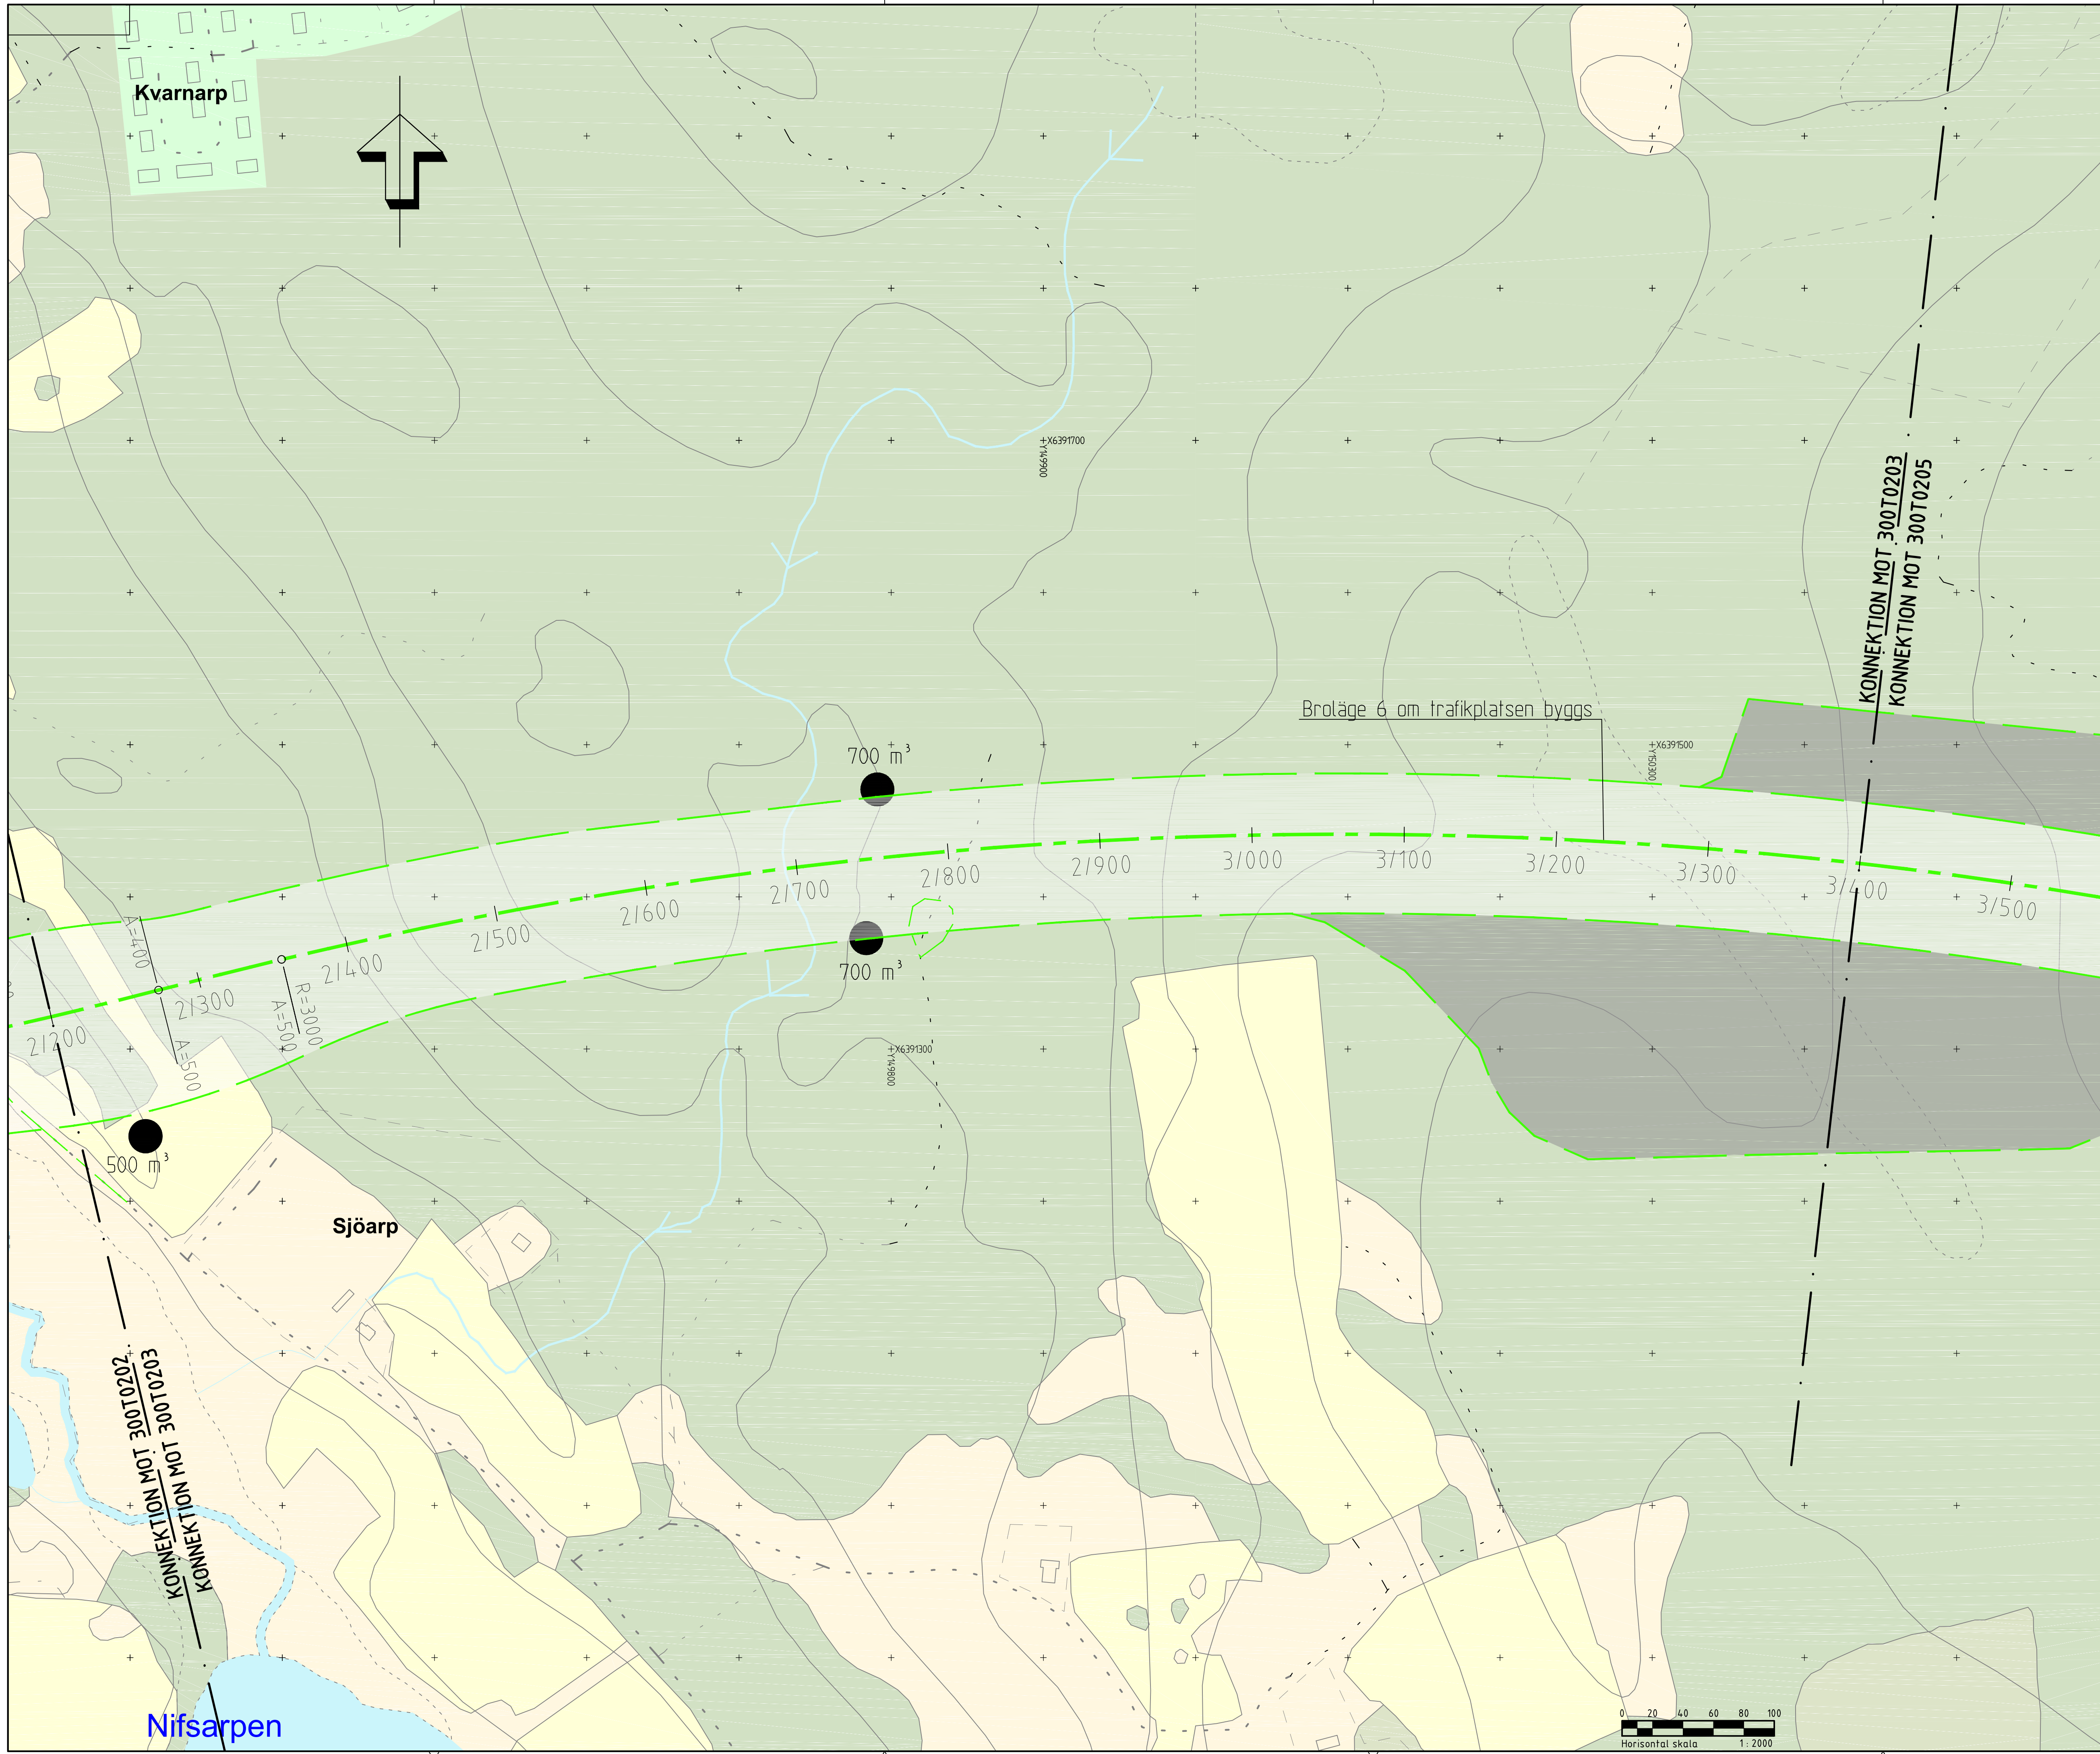 Kvarnarp
X6391700
Y149900
KONNEKTION MOT 300T0203
KONNEKTION MOT 300T0205
Broläge 6 om trafikplatsen byggs
X6391500
Y150300
700 m³
2/200
2/300
2/400
2/500
2/600
2/700
2/800
2/900
3/000
3/100
3/200
3/300
3/400
3/500
A=400
A=500
R=3000
A=500
700 m³
X6391300
Y149800
500 m³
Sjöarp
KONNEKTION MOT 300T0202
KONNEKTION MOT 300T0203
Nifsarpen
0 20 40 60 80 100
Horisontal skala 1:2000